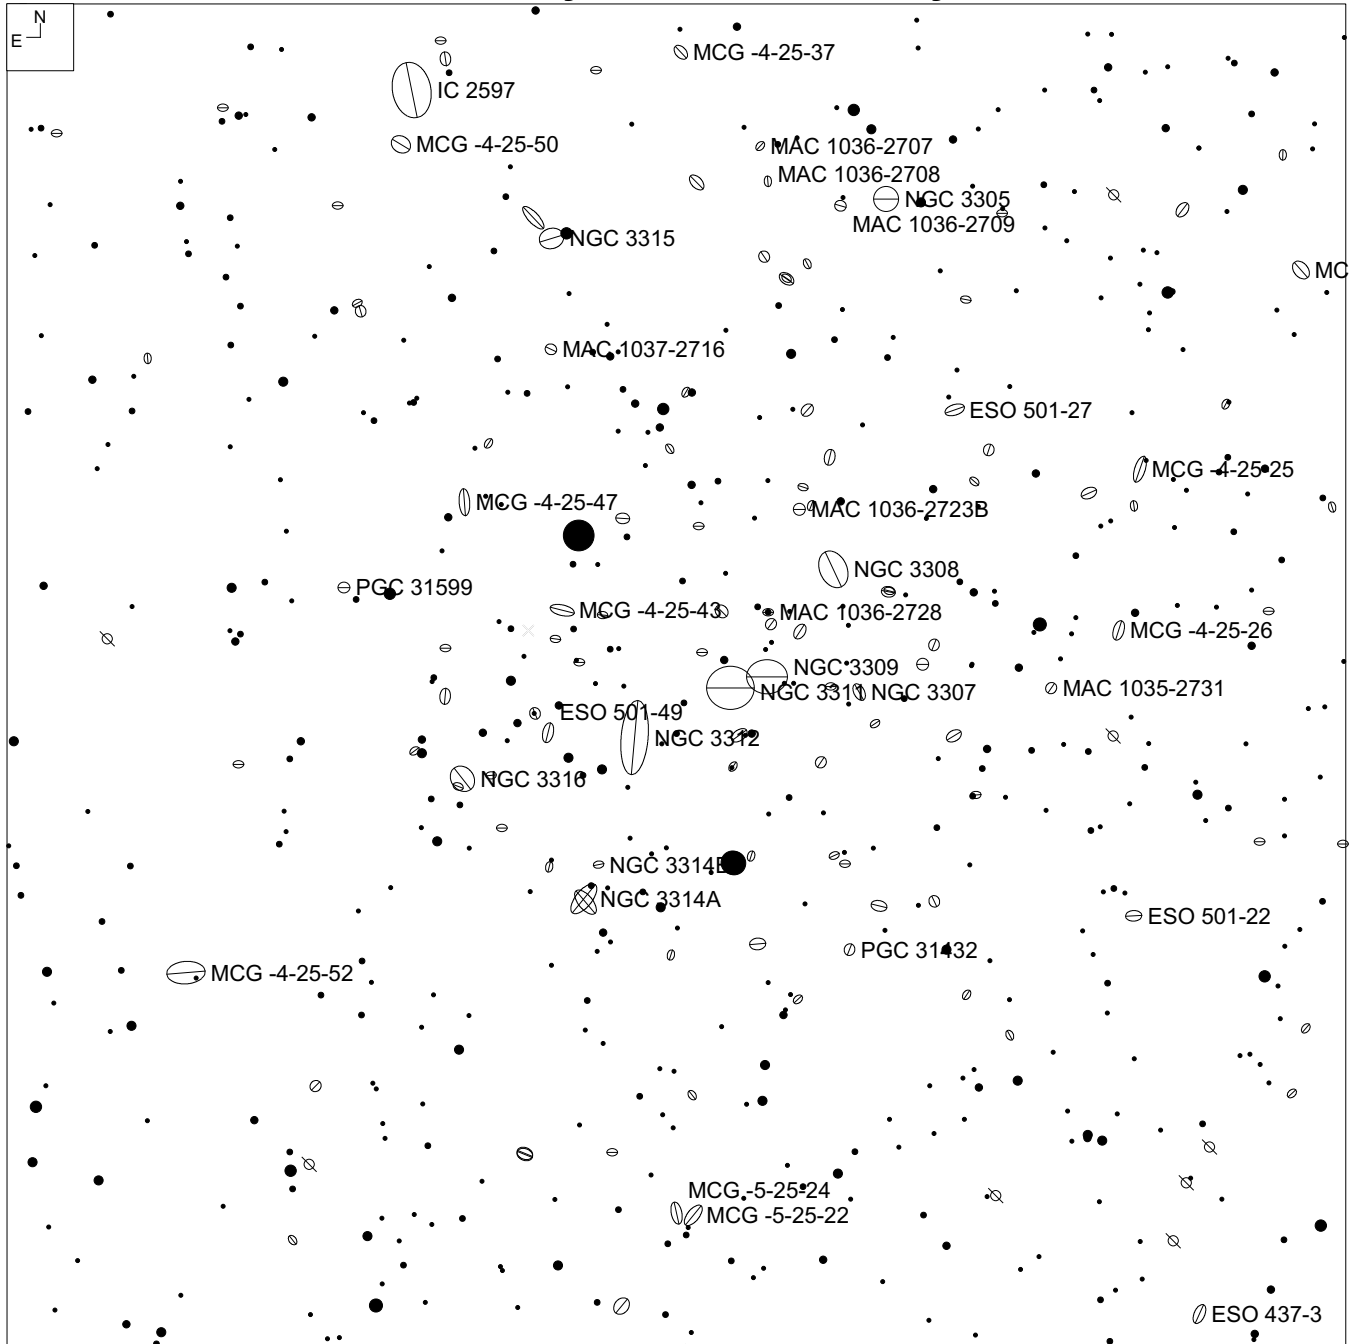 N
E
MCG -4-25-37
IC 2597
MCG -4-25-50
MAC 1036-2707
MAC 1036-2708
NGC 3305
MAC 1036-2709
NGC 3315
MC
MAC 1037-2716
ESO 501-27
MCG -4-25-25
MCG -4-25-47
MAC 1036-2723B
NGC 3308
PGC 31599
MCG -4-25-43
MAC 1036-2728
MCG -4-25-26
NGC 3309
NGC 3311
NGC 3307
MAC 1035-2731
ESO 501-49
NGC 3312
NGC 3316
NGC 3314B
NGC 3314A
ESO 501-22
PGC 31432
MCG -4-25-52
MCG -5-25-24
MCG -5-25-22
ESO 437-3